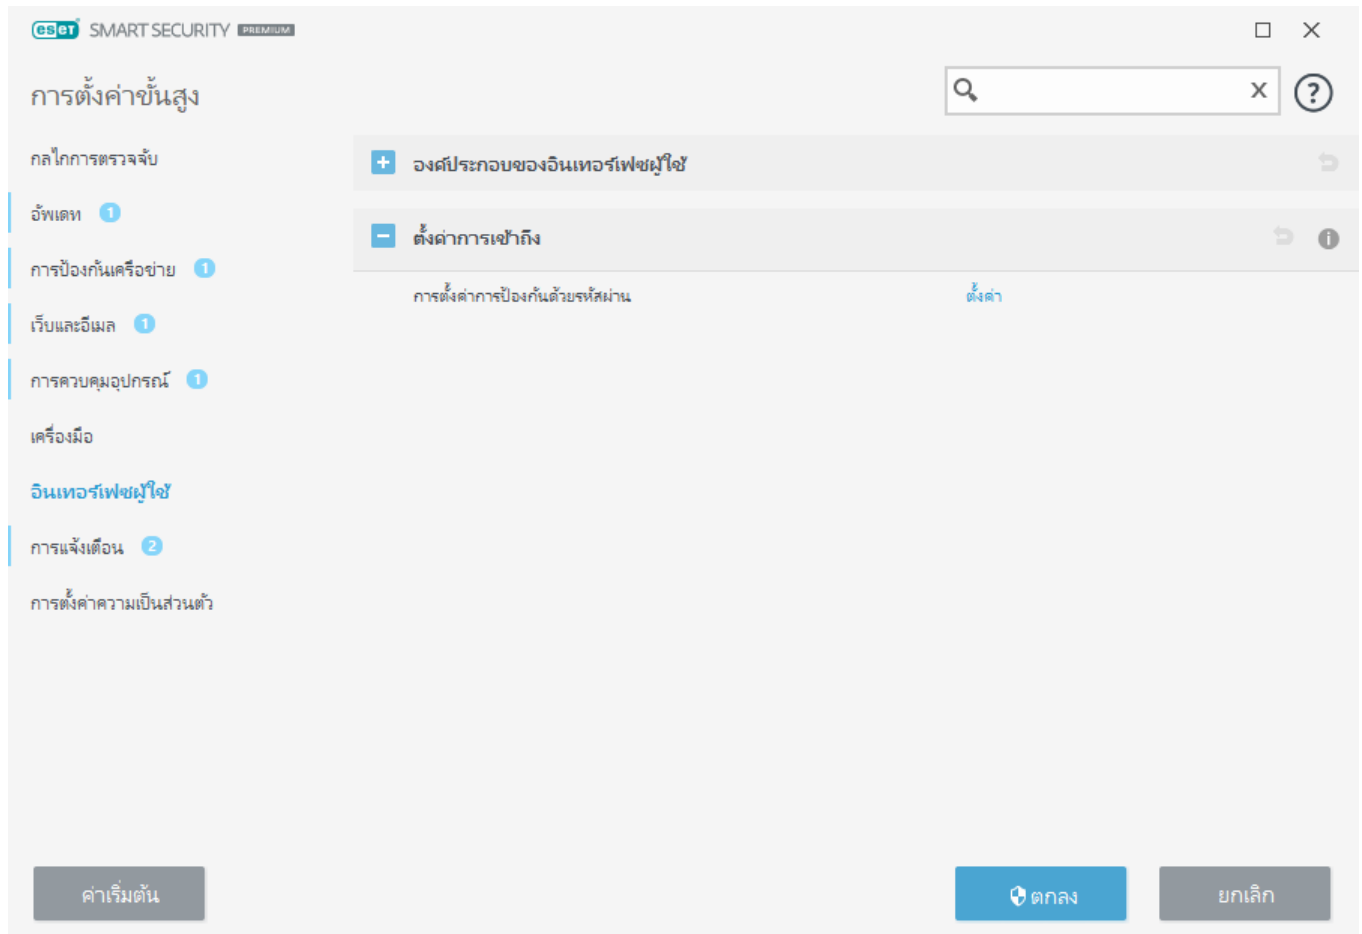 eset SMART SECURITY PREMIUM
การตั้งค่าขั้นสูง
X
?
กลไกการตรวจจับ
อัพเดท 1
การป้องกันเครือข่าย 1
เว็บและอีเมล 1
การควบคุมอุปกรณ์ 1
เครื่องมือ
อินเทอร์เฟซผู้ใช้
การแจ้งเตือน 2
การตั้งค่าความเป็นส่วนตัว
องค์ประกอบของอินเทอร์เฟซผู้ใช้
ตั้งค่าการเข้าถึง
การตั้งค่าการป้องกันด้วยรหัสผ่าน ตั้งค่า
ค่าเริ่มต้น
ตกลง
ยกเลิก